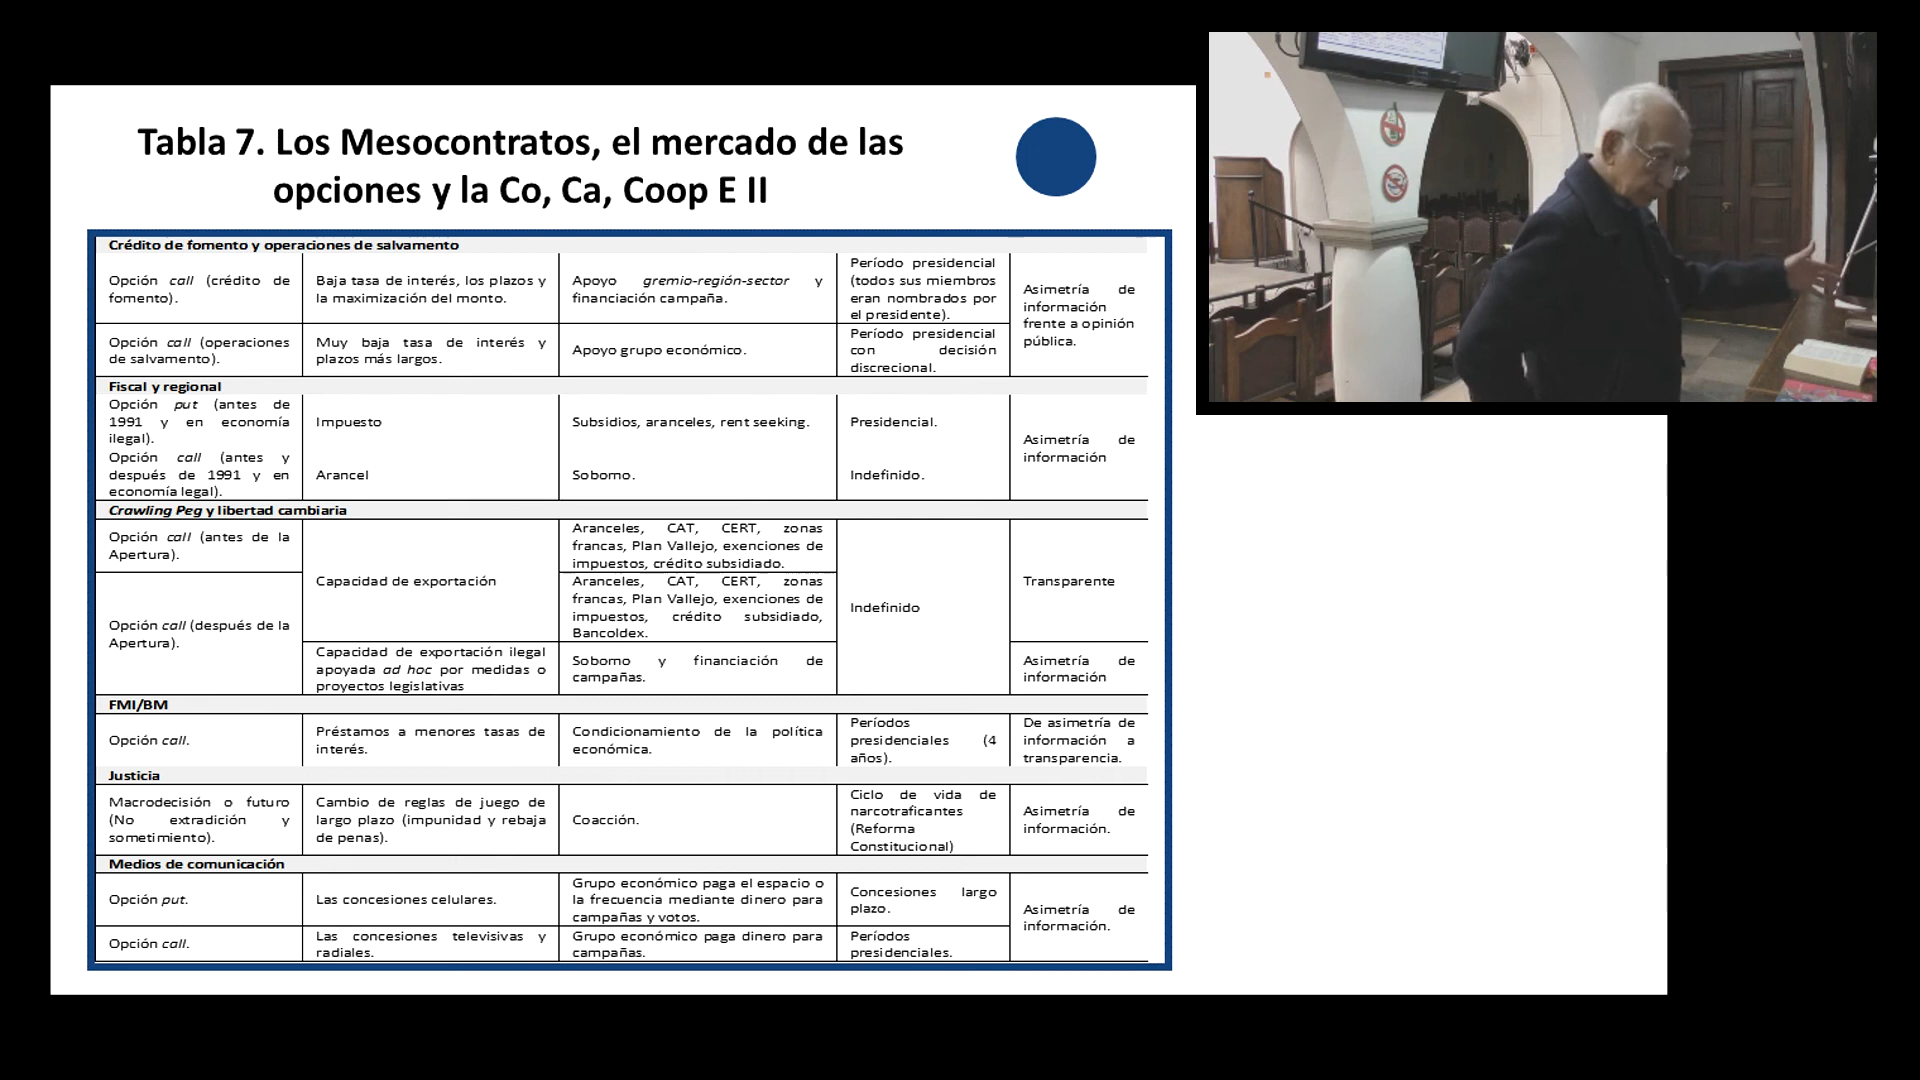 Tabla 7. Los Mesocontratos, el mercado de las
opciones y la Co, Ca, Coop E II
Crédito de fomento y operaciones de salvamento
Opción call (crédito de
fomento).
Baja tasa de interés, los plazos y
la maximización del monto.
Apoyo gremio-región-sector y
financiación campaña.
Período presidencial
(todos sus miembros
eran nombrados por
el presidente).
Asimetría de
información
frente a opinión
pública.
Opción call (operaciones
de salvamento).
Muy baja tasa de interés y
plazos más largos.
Apoyo grupo económico.
Período presidencial
con decisión
discrecional.
Fiscal y regional
Opción put (antes de
1991 y en economía
ilegal).
Impuesto
Subsidios, aranceles, rent seeking.
Presidencial.
Asimetría de
información
Opción call (antes y
después de 1991 y en
economía legal).
Arancel
Soborno.
Indefinido.
Crawling Peg y libertad cambiaria
Opción call (antes de la
Apertura).
Capacidad de exportación
Aranceles, CAT, CERT, zonas
francas, Plan Vallejo, exenciones de
impuestos, crédito subsidiado.
Indefinido
Transparente
Opción call (después de la
Apertura).
Aranceles, CAT, CERT, zonas
francas, Plan Vallejo, exenciones de
impuestos, crédito subsidiado,
Bancoldex.
Capacidad de exportación ilegal
apoyada ad hoc por medidas o
proyectos legislativas
Soborno y financiación de
campañas.
Asimetría de
información
FMI/BM
Opción call.
Préstamos a menores tasas de
interés.
Condicionamiento de la política
económica.
Períodos
presidenciales (4
años).
De asimetría de
información a
transparencia.
Justicia
Macrodecisión o futuro
(No extradición y
sometimiento).
Cambio de reglas de juego de
largo plazo (impunidad y rebaja
de penas).
Coacción.
Ciclo de vida de
narcotraficantes
(Reforma
Constitucional)
Asimetría de
información.
Medios de comunicación
Opción put.
Las concesiones celulares.
Grupo económico paga el espacio o
la frecuencia mediante dinero para
campañas y votos.
Concesiones largo
plazo.
Asimetría de
información.
Opción call.
Las concesiones televisivas y
radiales.
Grupo económico paga dinero para
campañas.
Períodos
presidenciales.